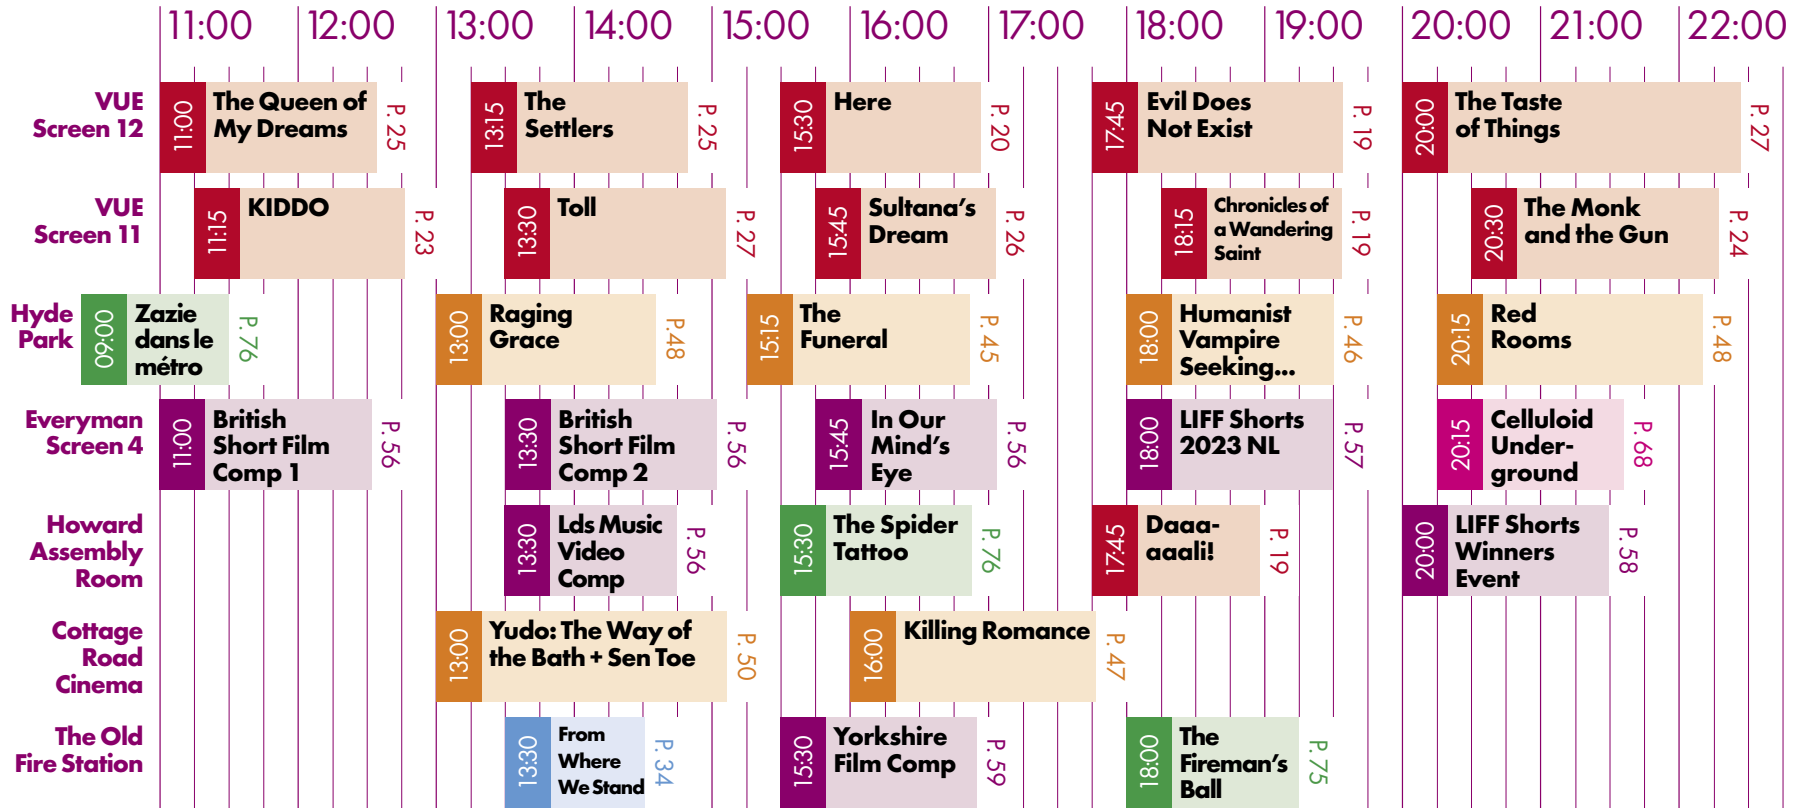 11:00 12:00 13:00 14:00 15:00 16:00 17:00 18:00 19:00 20:00 21:00 22:00
VUE
Screen 12
11:00
The Queen of
My Dreams
P. 25
13:15
The
Settlers
P. 25
15:30
Here
P. 20
17:45
Evil Does
Not Exist
P. 19
20:00
The Taste
of Things
P. 27
VUE
Screen 11
11:15
KIDDO
P. 23
13:30
Toll
P. 27
15:45
Sultana's
Dream
P. 26
18:15
Chronicles of
a Wandering
Saint
P. 19
20:30
The Monk
and the Gun
P. 24
Hyde
Park
09:00
Zazie
dans le
métro
P. 76
13:00
Raging
Grace
P. 48
15:15
The
Funeral
P. 45
18:00
Humanist
Vampire
Seeking...
P. 46
20:15
Red
Rooms
P. 48
Everyman
Screen 4
11:00
British
Short Film
Comp 1
P. 56
13:30
British
Short Film
Comp 2
P. 56
15:45
In Our
Mind's
Eye
P. 56
18:00
LIFF Shorts
2023 NL
P. 57
20:15
Celluloid
Under-
ground
P. 68
Howard
Assembly
Room
13:30
Lds Music
Video
Comp
P. 56
15:30
The Spider
Tattoo
P. 76
17:45
Daaa-
aaali!
P. 19
20:00
LIFF Shorts
Winners
Event
P. 58
Cottage
Road
Cinema
13:00
Yudo: The Way of
the Bath + Sen Toe
P. 50
16:00
Killing Romance
P. 47
The Old
Fire Station
13:30
From
Where
We Stand
P. 34
15:30
Yorkshire
Film Comp
P. 59
18:00
The
Fireman's
Ball
P. 75